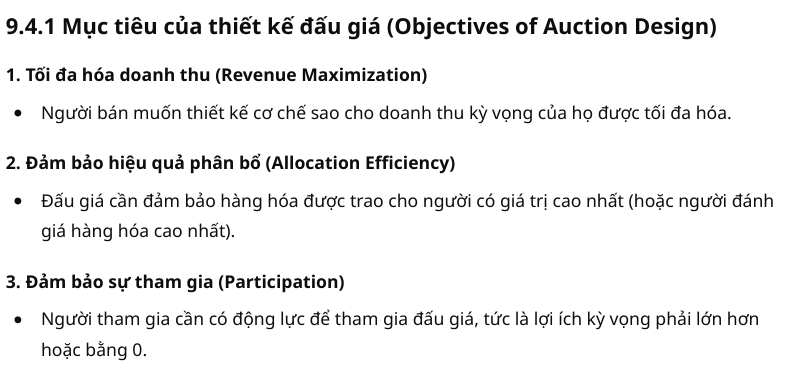 9.4.1 Mục tiêu của thiết kế đấu giá (Objectives of Auction Design)
1. Tối đa hóa doanh thu (Revenue Maximization)
• Người bán muốn thiết kế cơ chế sao cho doanh thu kỳ vọng của họ được tối đa hóa.
2. Đảm bảo hiệu quả phân bổ (Allocation Efficiency)
• Đấu giá cần đảm bảo hàng hóa được trao cho người có giá trị cao nhất (hoặc người đánh
giá hàng hóa cao nhất).
3. Đảm bảo sự tham gia (Participation)
• Người tham gia cần có động lực để tham gia đấu giá, tức là lợi ích kỳ vọng phải lớn hơn
hoặc bằng 0.